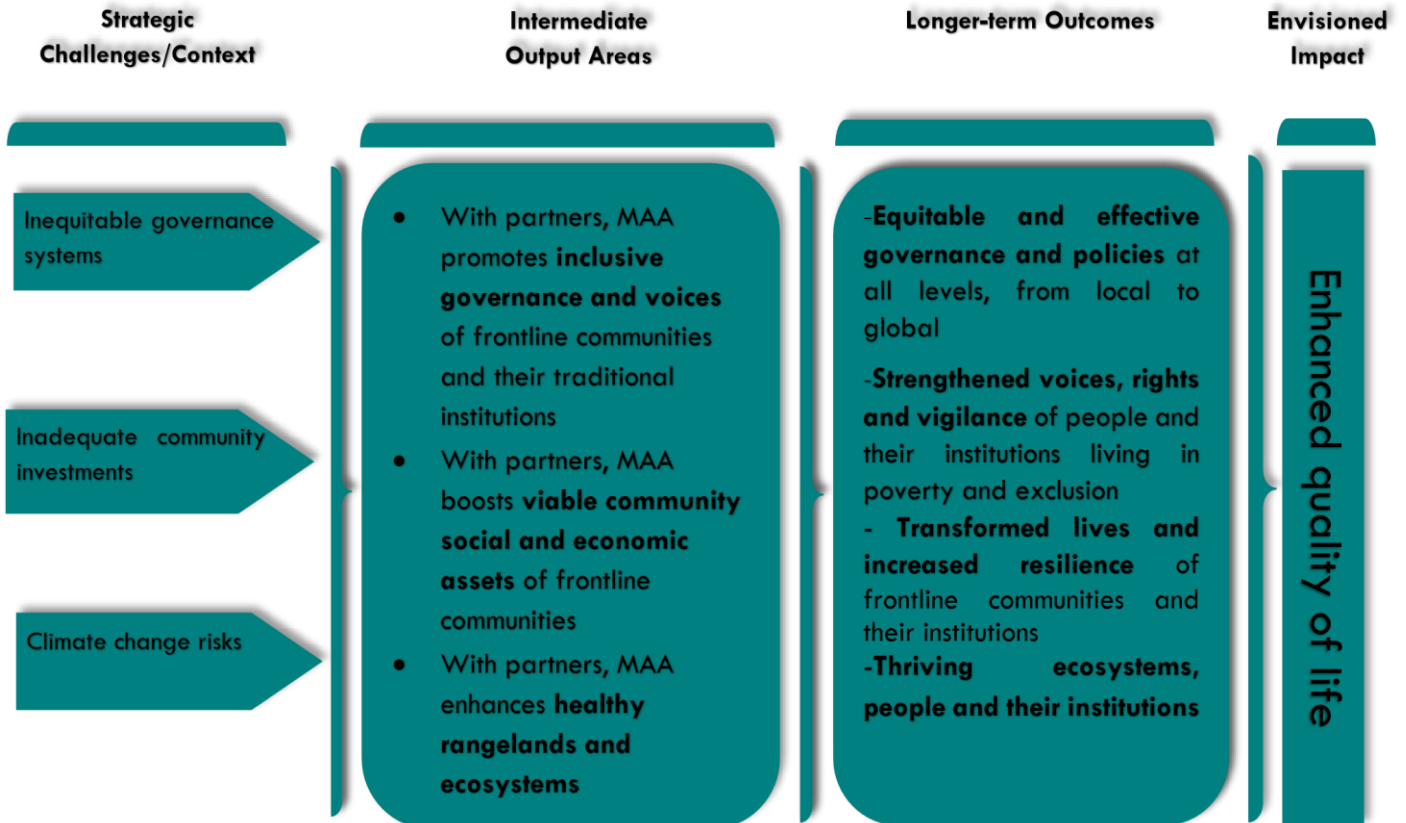 Strategic
Challenges/Context
Intermediate
Output Areas
Longer-term Outcomes
Envisioned
Impact
Inequitable governance
systems
Inadequate community
investments
Climate change risks
• With partners, MAA
promotes inclusive
governance and voices
of frontline communities
and their traditional
institutions
• With partners, MAA
boosts viable community
social and economic
assets of frontline
communities
• With partners, MAA
enhances healthy
rangelands and
ecosystems
-Equitable and effective
governance and policies at
all levels, from local to
global
-Strengthened voices, rights
and vigilance of people and
their institutions living in
poverty and exclusion
- Transformed lives and
increased resilience of
frontline communities and
their institutions
-Thriving ecosystems,
people and their institutions
Enhanced quality of life